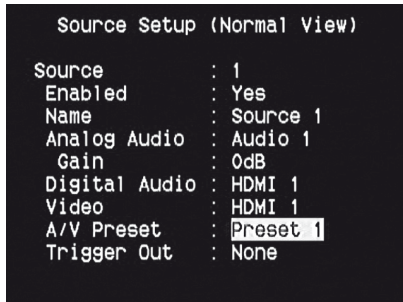 Source Setup (Normal View)
Source : 1
Enabled : Yes
Name : Source 1
Analog Audio : Audio 1
Gain : 0dB
Digital Audio : HDMI 1
Video : HDMI 1
A/V Preset : Preset 1
Trigger Out : None